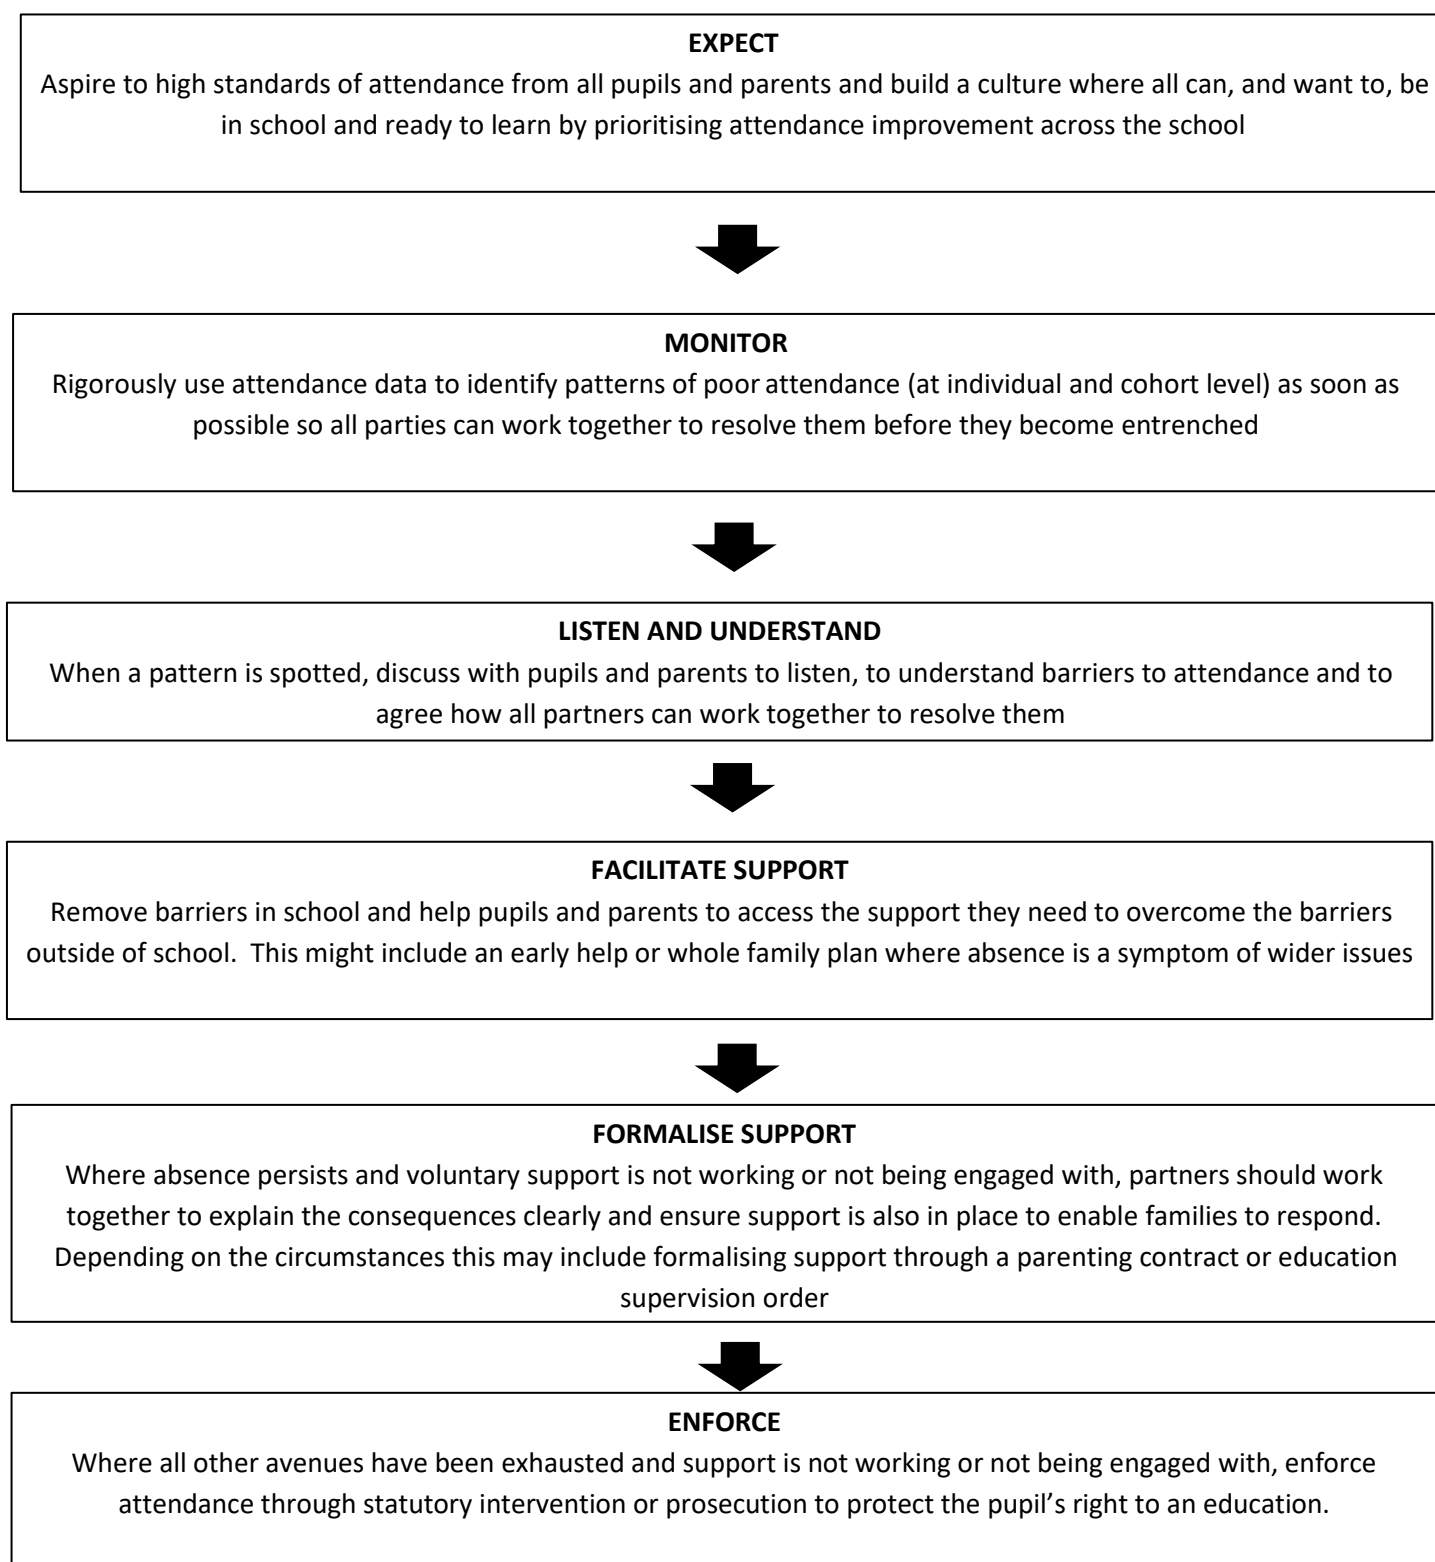 EXPECT
Aspire to high standards of attendance from all pupils and parents and build a culture where all can, and want to, be
in school and ready to learn by prioritising attendance improvement across the school
MONITOR
Rigorously use attendance data to identify patterns of poor attendance (at individual and cohort level) as soon as
possible so all parties can work together to resolve them before they become entrenched
LISTEN AND UNDERSTAND
When a pattern is spotted, discuss with pupils and parents to listen, to understand barriers to attendance and to
agree how all partners can work together to resolve them
FACILITATE SUPPORT
Remove barriers in school and help pupils and parents to access the support they need to overcome the barriers
outside of school.  This might include an early help or whole family plan where absence is a symptom of wider issues
FORMALISE SUPPORT
Where absence persists and voluntary support is not working or not being engaged with, partners should work
together to explain the consequences clearly and ensure support is also in place to enable families to respond.
Depending on the circumstances this may include formalising support through a parenting contract or education
supervision order
ENFORCE
Where all other avenues have been exhausted and support is not working or not being engaged with, enforce
attendance through statutory intervention or prosecution to protect the pupil’s right to an education.